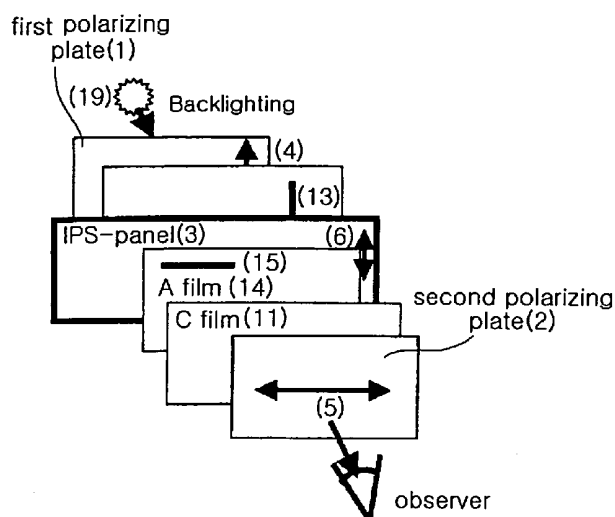 first polarizing
plate(1)
(19)
Backlighting
(4)
(13)
IPS-panel(3)
(6)
(15)
A film(14)
C film(11)
second polarizing
plate(2)
(5)
observer